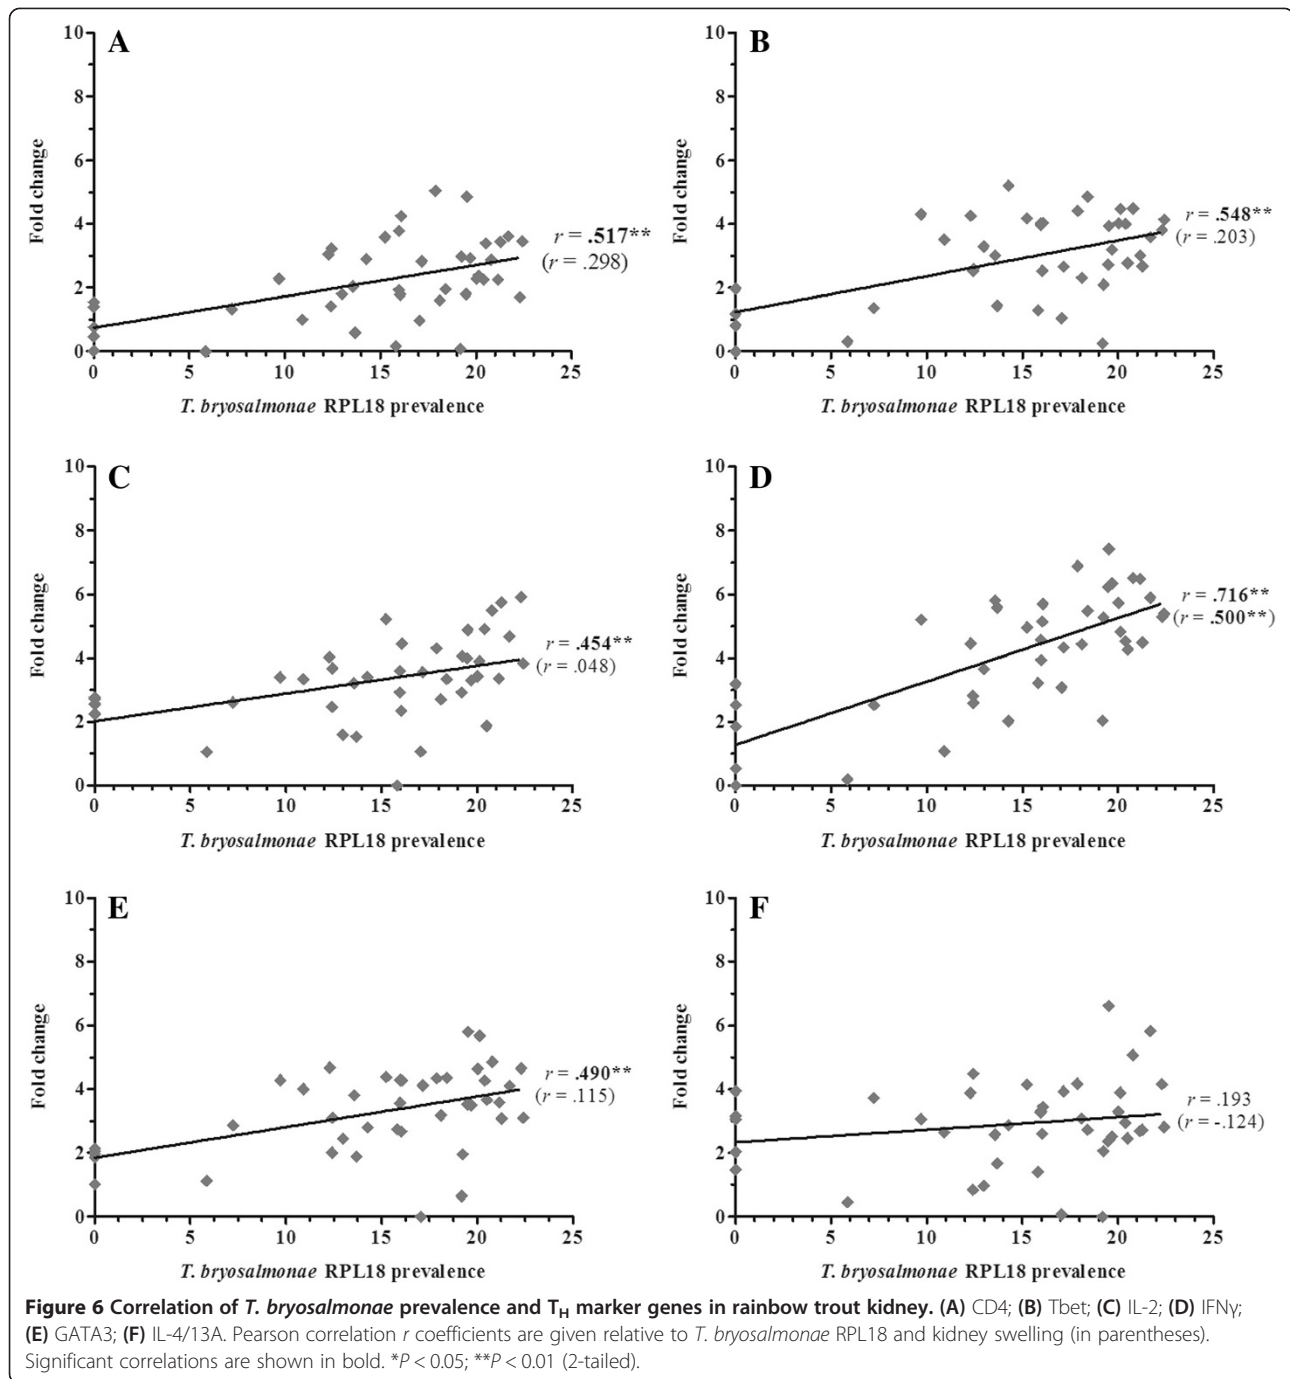 A
10
8
6
4
2
0
Fold change
0 5 10 15 20 25
T. bryosalmonae RPL18 prevalence
r = .517**
(r = .298)
B
10
8
6
4
2
0
Fold change
0 5 10 15 20 25
T. bryosalmonae RPL18 prevalence
r = .548**
(r = .203)
C
10
8
6
4
2
0
Fold change
0 5 10 15 20 25
T. bryosalmonae RPL18 prevalence
r = .454**
(r = .048)
D
10
8
6
4
2
0
Fold change
0 5 10 15 20 25
T. bryosalmonae RPL18 prevalence
r = .716**
(r = .500**)
E
10
8
6
4
2
0
Fold change
0 5 10 15 20 25
T. bryosalmonae RPL18 prevalence
r = .490**
(r = .115)
F
10
8
6
4
2
0
Fold change
0 5 10 15 20 25
T. bryosalmonae RPL18 prevalence
r = .193
(r = -.124)
Figure 6 Correlation of T. bryosalmonae prevalence and TH marker genes in rainbow trout kidney. (A) CD4; (B) Tbet; (C) IL-2; (D) IFNγ;
(E) GATA3; (F) IL-4/13A. Pearson correlation r coefficients are given relative to T. bryosalmonae RPL18 and kidney swelling (in parentheses).
Significant correlations are shown in bold. *P < 0.05; **P < 0.01 (2-tailed).